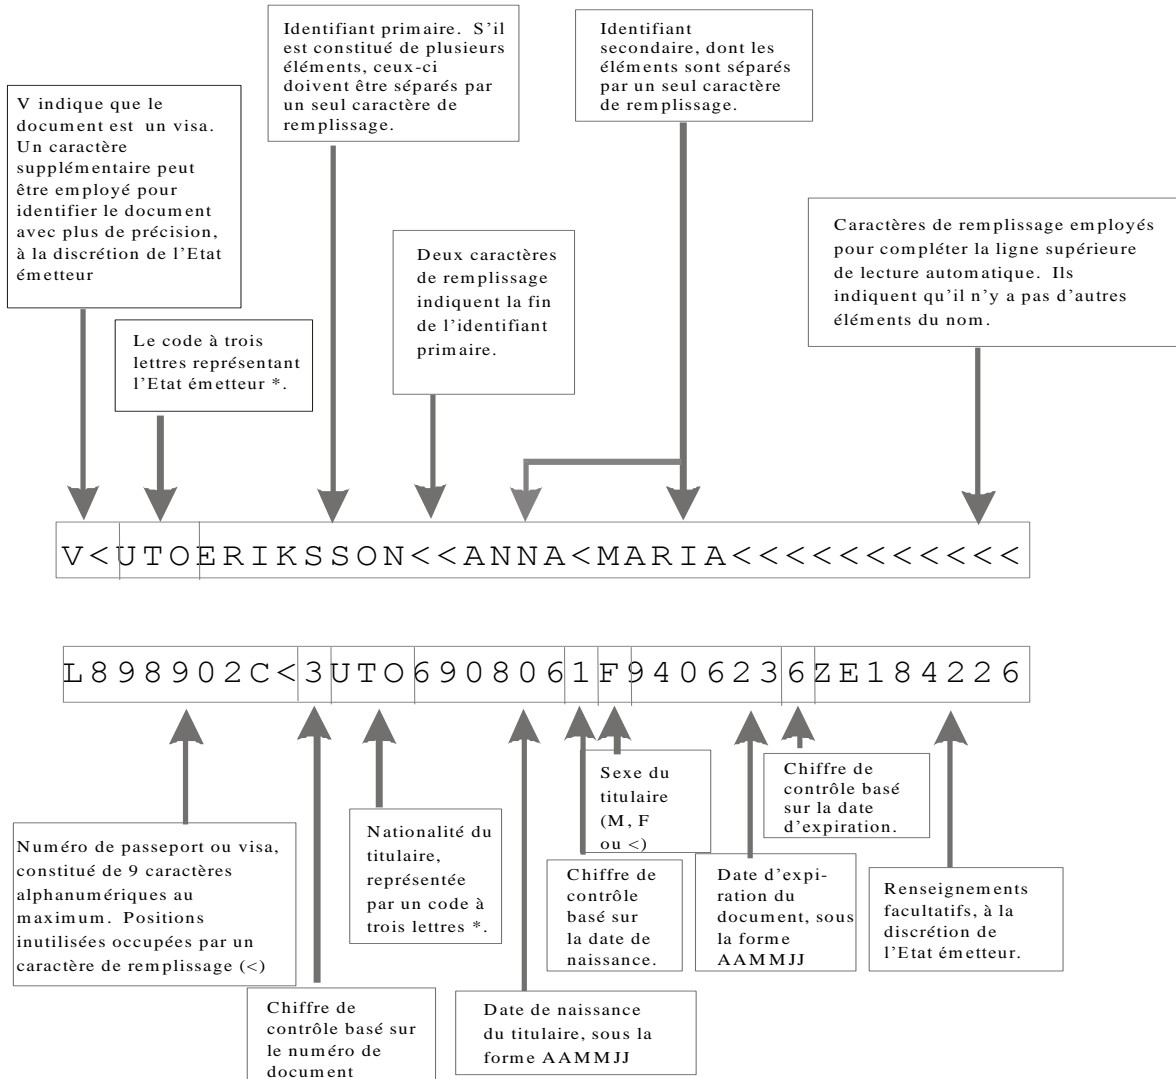 Identifiant primaire. S'il
est constitué de plusieurs
éléments, ceux-ci
doivent être séparés par
un seul caractère de
remplissage.
Identifiant
secondaire, dont les
éléments sont séparés
par un seul caractère
de remplissage.
V indique que le
document est un visa.
Un caractère
supplémentaire peut
être employé pour
identifier le document
avec plus de précision,
à la discrétion de l'Etat
émetteur
Caractères de remplissage employés
pour compléter la ligne supérieure
de lecture automatique. Ils
indiquent qu'il n'y a pas d'autres
éléments du nom.
Deux caractères
de remplissage
indiquent la fin
de l'identifiant
primaire.
Le code à trois
lettres représentant
l'Etat émetteur *.
V<UTOERIKSSON<<ANNA<MARIA<<<<<<<<<<<
L898902C<3UTO6908061F9406236ZE184226
Sexe du
titulaire
(M, F
ou <)
Chiffre de
contrôle basé
sur la date
d'expiration.
Numéro de passeport ou visa,
constitué de 9 caractères
alphanumériques au
maximum. Positions
inutilisées occupées par un
caractère de remplissage (<)
Nationalité du
titulaire,
représentée
par un code à
trois lettres *.
Chiffre de
contrôle
basé sur
la date de
naissance.
Date d'expi-
ration du
document, sous
la forme
AAMMJJ
Renseignements
facultatifs, à la
discrétion de
l'Etat émetteur.
Chiffre de
contrôle basé sur
le numéro de
document
Date de naissance
du titulaire, sous la
forme AAMMJJ